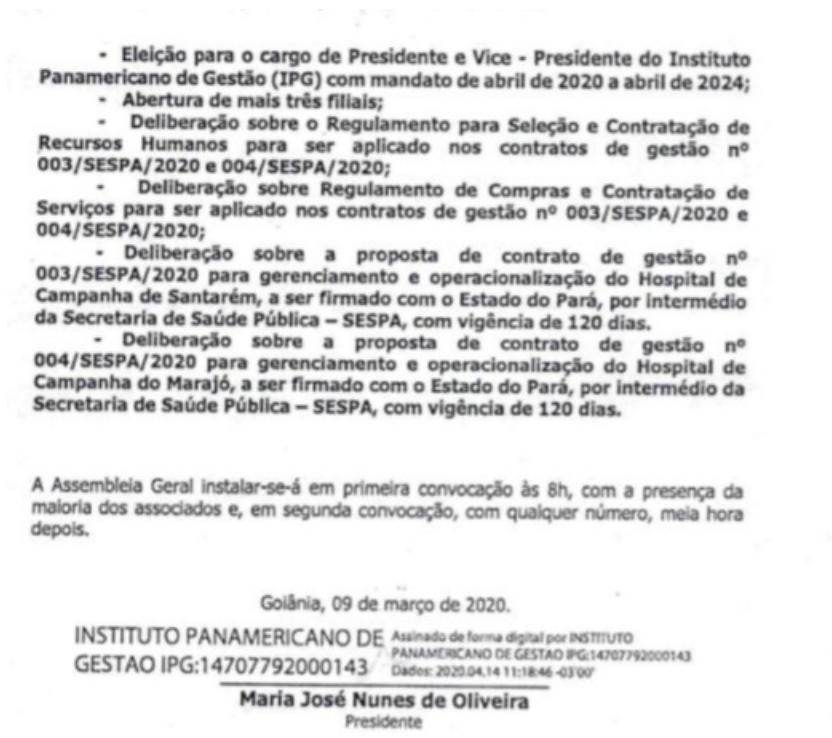 - Eleição para o cargo de Presidente e Vice - Presidente do Instituto
Panamericano de Gestão (IPG) com mandato de abril de 2020 a abril de 2024;
- Abertura de mais três filiais;
- Deliberação sobre o Regulamento para Seleção e Contratação de
Recursos Humanos para ser aplicado nos contratos de gestão nº
003/SESPA/2020 e 004/SESPA/2020;
- Deliberação sobre Regulamento de Compras e Contratação de
Serviços para ser aplicado nos contratos de gestão nº 003/SESPA/2020 e
004/SESPA/2020;
- Deliberação sobre a proposta de contrato de gestão nº
003/SESPA/2020 para gerenciamento e operacionalização do Hospital de
Campanha de Santarém, a ser firmado com o Estado do Pará, por intermédio
da Secretaria de Saúde Pública – SESPA, com vigência de 120 dias.
- Deliberação sobre a proposta de contrato de gestão nº
004/SESPA/2020 para gerenciamento e operacionalização do Hospital de
Campanha do Marajó, a ser firmado com o Estado do Pará, por intermédio da
Secretaria de Saúde Pública – SESPA, com vigência de 120 dias.
A Assembleia Geral instalar-se-á em primeira convocação às 8h, com a presença da
maioria dos associados e, em segunda convocação, com qualquer número, meia hora
depois.
Goiânia, 09 de março de 2020.
INSTITUTO PANAMERICANO DE
GESTAO IPG:14707792000143
Assinado de forma digital por INSTITUTO
PANAMERICANO DE GESTAO IPG:14707792000143
Dados: 2020.04.14 11:18:46 -03'00'
Maria José Nunes de Oliveira
Presidente